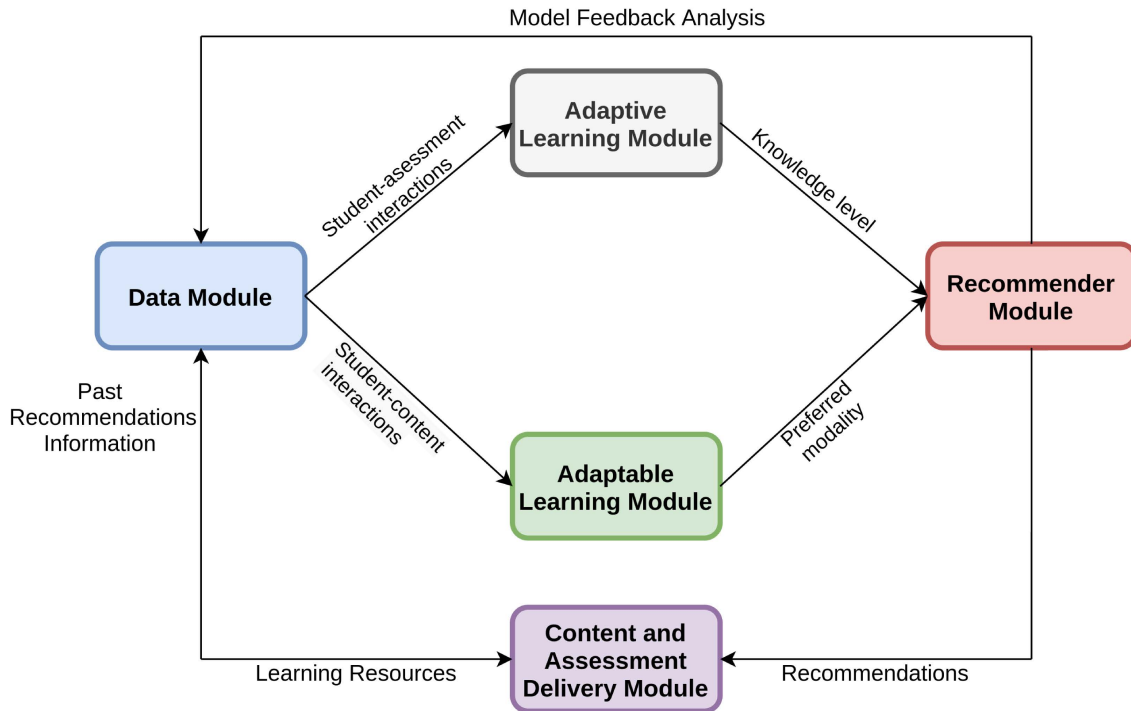 Model Feedback Analysis
Adaptive
Learning Module
Student-asessment
interactions
Knowledge level
Data Module
Recommender
Module
Student-content
interactions
Past
Recommendations
Information
Preferred
modality
Adaptable
Learning Module
Content and
Assessment
Delivery Module
Learning Resources
Recommendations